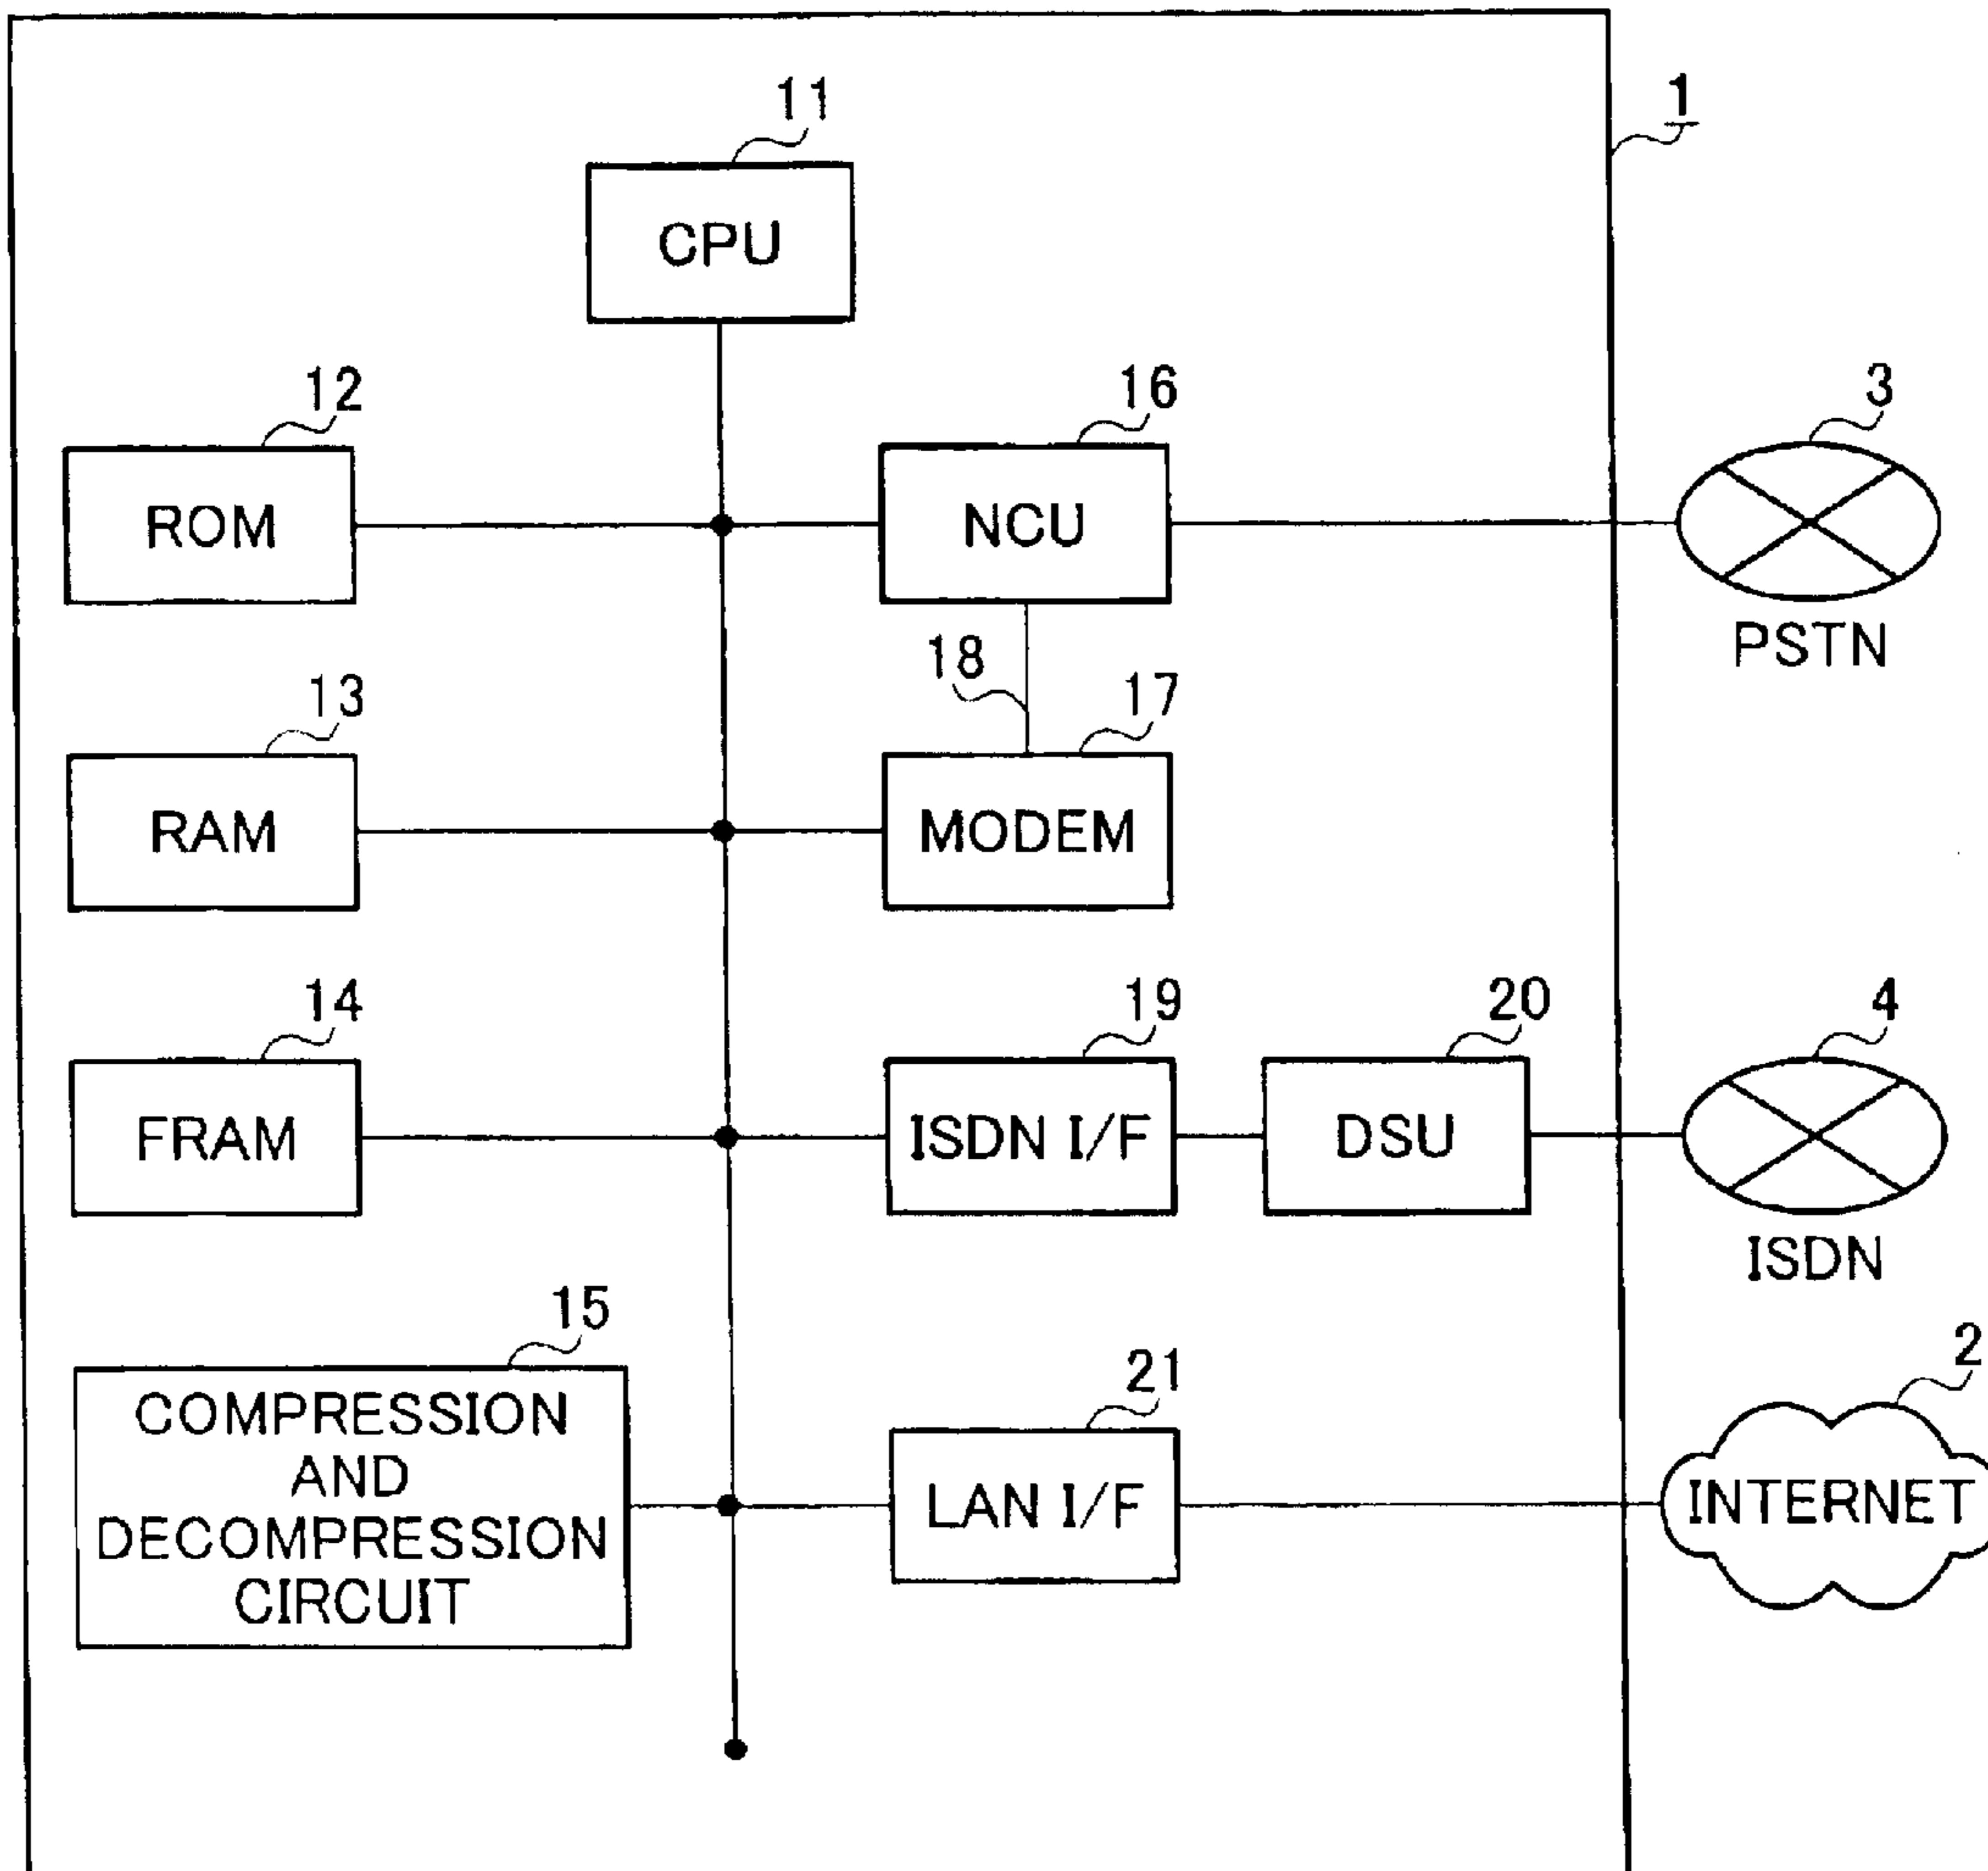 1
11
CPU
12
ROM
16
NCU
3
PSTN
18
13
RAM
17
MODEM
14
FRAM
19
ISDN I/F
20
DSU
4
ISDN
15
COMPRESSION
AND
DECOMPRESSION
CIRCUIT
21
LAN I/F
2
INTERNET